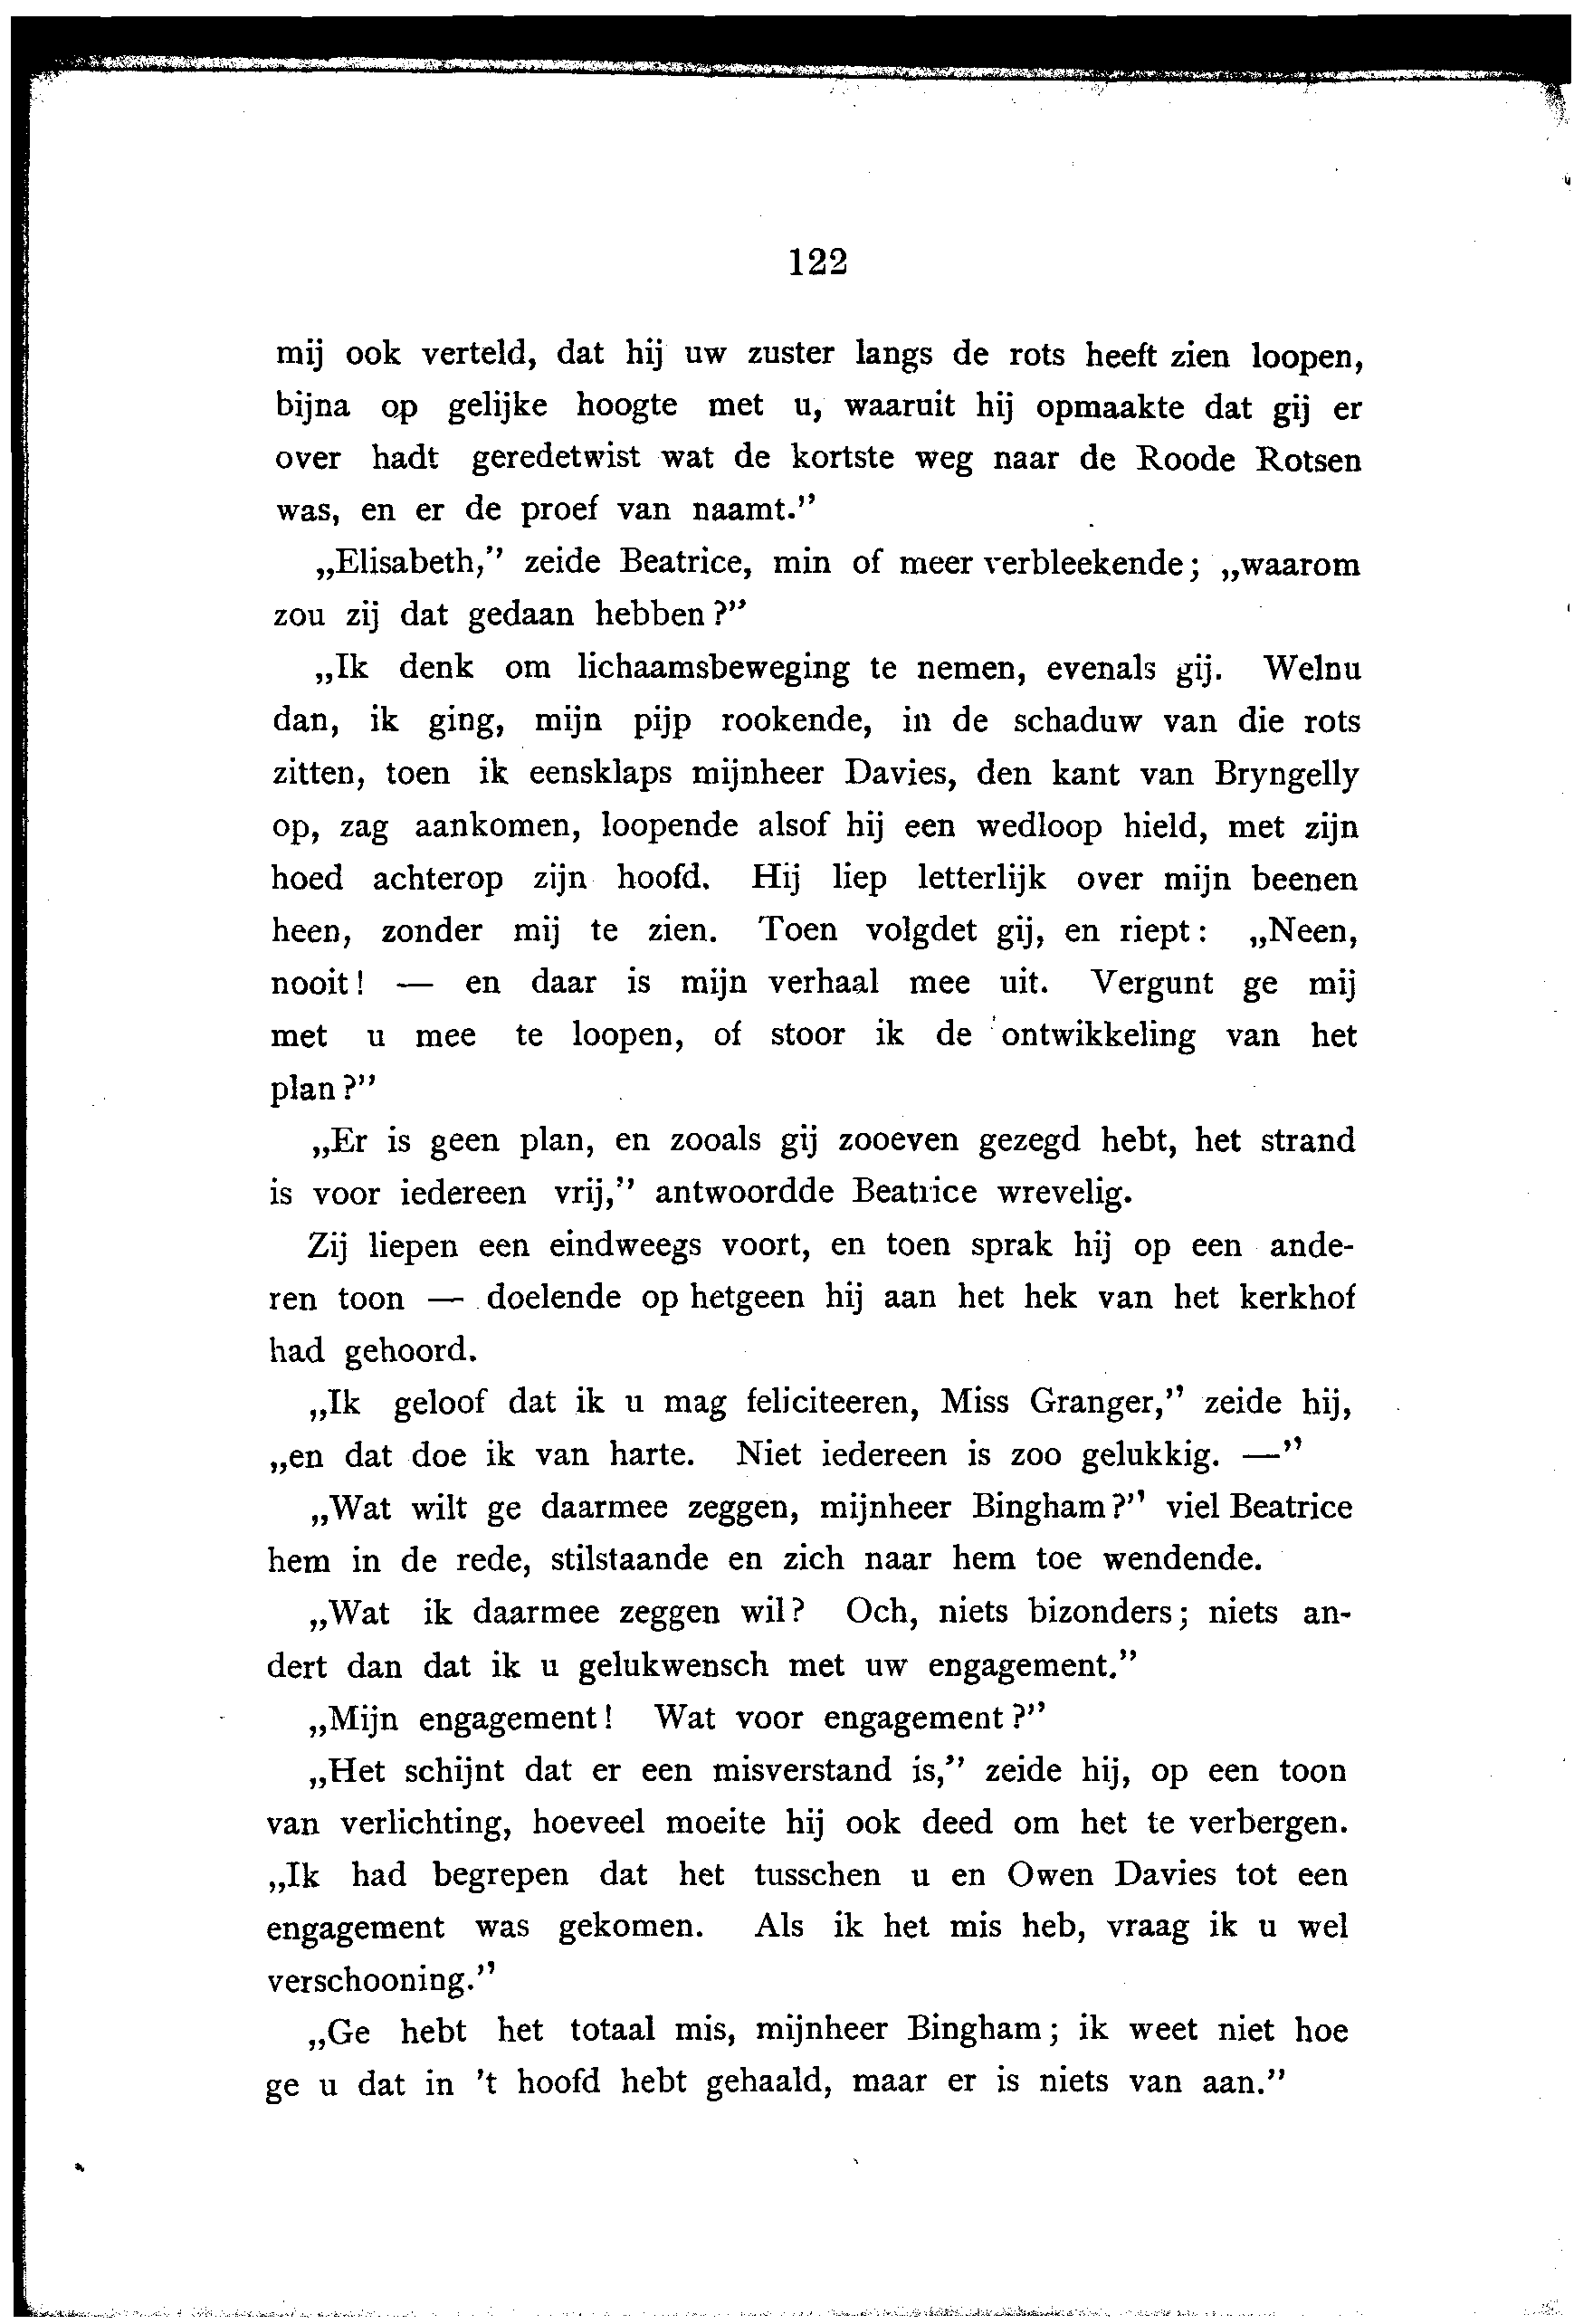 122
mij ook verteld, dat hij uw zuster langs de rots heeft zien loopen,
bijna op gelijke hoogte met u, waaruit hij opmaakte dat gij er
over hadt geredetwist wat de kortste weg naar de Roode Rotsen
was, en er de proef van naamt.”
„Elisabeth,” zeide Beatrice, min of meer verbleekende; „waarom
zou zij dat gedaan hebben?”
„Ik denk om lichaamsbeweging te nemen, evenals gij. Welnu
dan, ik ging, mijn pijp rookende, in de schaduw van die rots
zitten, toen ik eensklaps mijnheer Davies, den kant van Bryngelly
op, zag aankomen, loopende alsof hij een wedloop hield, met zijn
hoed achterop zijn hoofd. Hij liep letterlijk over mijn beenen
heen, zonder mij te zien. Toen volgdet gij, en riept: „Neen,
nooit! — en daar is mijn verhaal mee uit. Vergunt ge mij
met u mee te loopen, of stoor ik de ontwikkeling van het
plan?”
„Er is geen plan, en zooals gij zooeven gezegd hebt, het strand
is voor iedereen vrij,” antwoordde Beatrice wrevelig.
Zij liepen een eindweegs voort, en toen sprak hij op een ande-
ren toon — doelende op hetgeen hij aan het hek van het kerkhof
had gehoord.
„Ik geloof dat ik u mag feliciteeren, Miss Granger,” zeide hij,
„en dat doe ik van harte. Niet iedereen is zoo gelukkig. —”
„Wat wilt ge daarmee zeggen, mijnheer Bingham?” viel Beatrice
hem in de rede, stilstaande en zich naar hem toe wendende.
„Wat ik daarmee zeggen wil? Och, niets bizonders; niets an-
dert dan dat ik u gelukwensch met uw engagement.”
„Mijn engagement! Wat voor engagement?”
„Het schijnt dat er een misverstand is,” zeide hij, op een toon
van verlichting, hoeveel moeite hij ook deed om het te verbergen.
„Ik had begrepen dat het tusschen u en Owen Davies tot een
engagement was gekomen. Als ik het mis heb, vraag ik u wel
verschooning.”
„Ge hebt het totaal mis, mijnheer Bingham; ik weet niet hoe
ge u dat in 't hoofd hebt gehaald, maar er is niets van aan.”